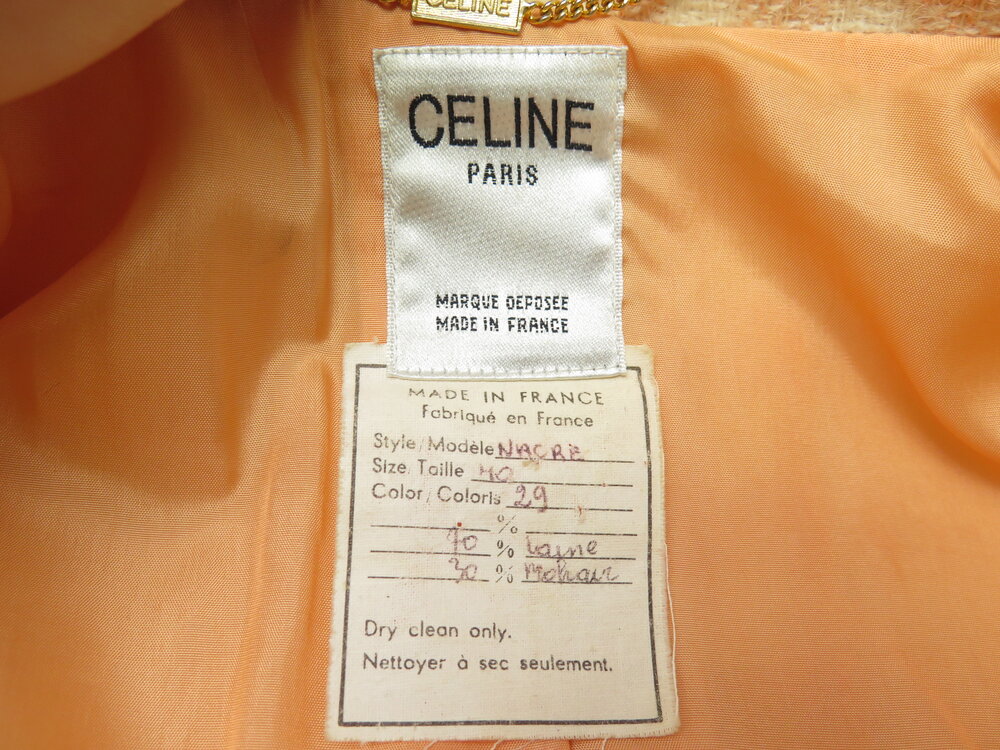 CELINE
CELINE
PARIS
MARQUE DEPOSEE
MADE IN FRANCE
MADE IN FRANCE
Fabriqué en France
Style/Modèle NACRE
Size/Taille 40
Color/Coloris 29
%
70 % Laine
30 % Mohair
Dry clean only.
Nettoyer à sec seulement.